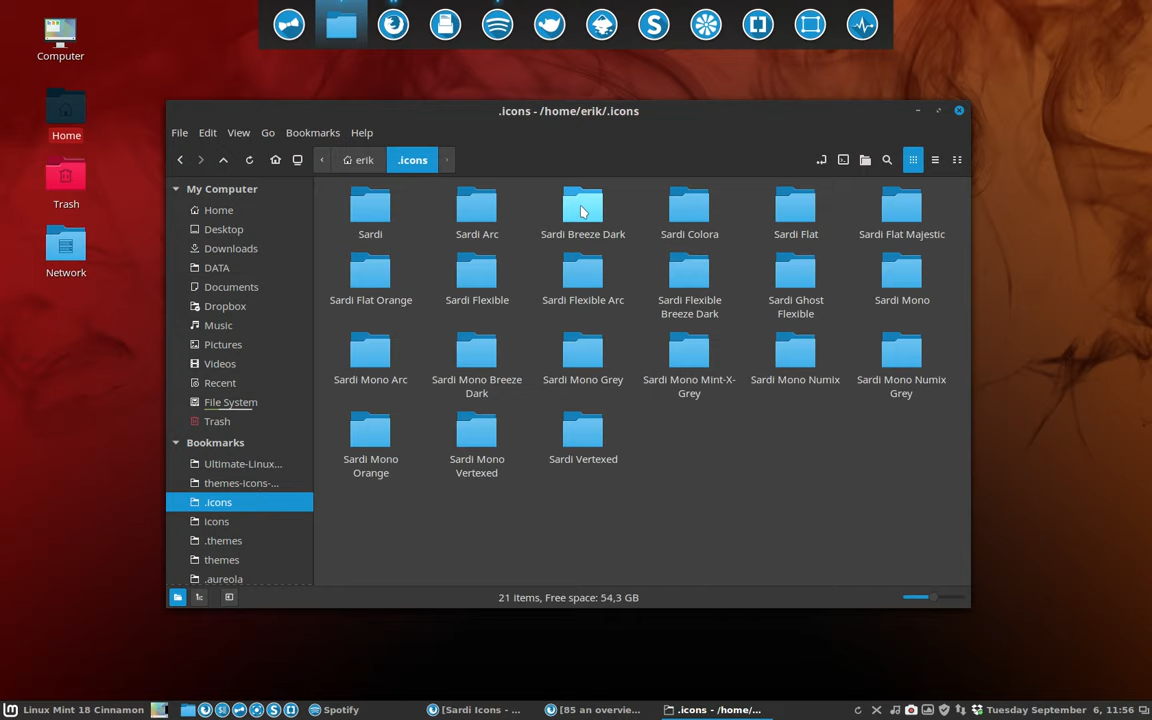 Computer
Home
Trash
Network
.icons - /home/erik/.icons
File Edit View Go Bookmarks Help
erik .icons
My Computer
Home
Desktop
Downloads
DATA
Documents
Dropbox
Music
Pictures
Videos
Recent
File System
Trash
Bookmarks
Ultimate-Linux...
themes-icons-...
.icons
icons
.themes
themes
.aureola
Sardi
Sardi Arc
Sardi Breeze Dark
Sardi Colora
Sardi Flat
Sardi Flat Majestic
Sardi Flat Orange
Sardi Flexible
Sardi Flexible Arc
Sardi Flexible
Breeze Dark
Sardi Ghost
Flexible
Sardi Mono
Sardi Mono Arc
Sardi Mono Breeze
Dark
Sardi Mono Grey
Sardi Mono Mint-X-
Grey
Sardi Mono Numix
Sardi Mono Numix
Grey
Sardi Mono
Orange
Sardi Mono
Vertexed
Sardi Vertexed
21 items, Free space: 54,3 GB
Linux Mint 18 Cinnamon
Spotify
[Sardi Icons - ...
[85 an overvie...
.icons - /home/...
Tuesday September 6, 11:56